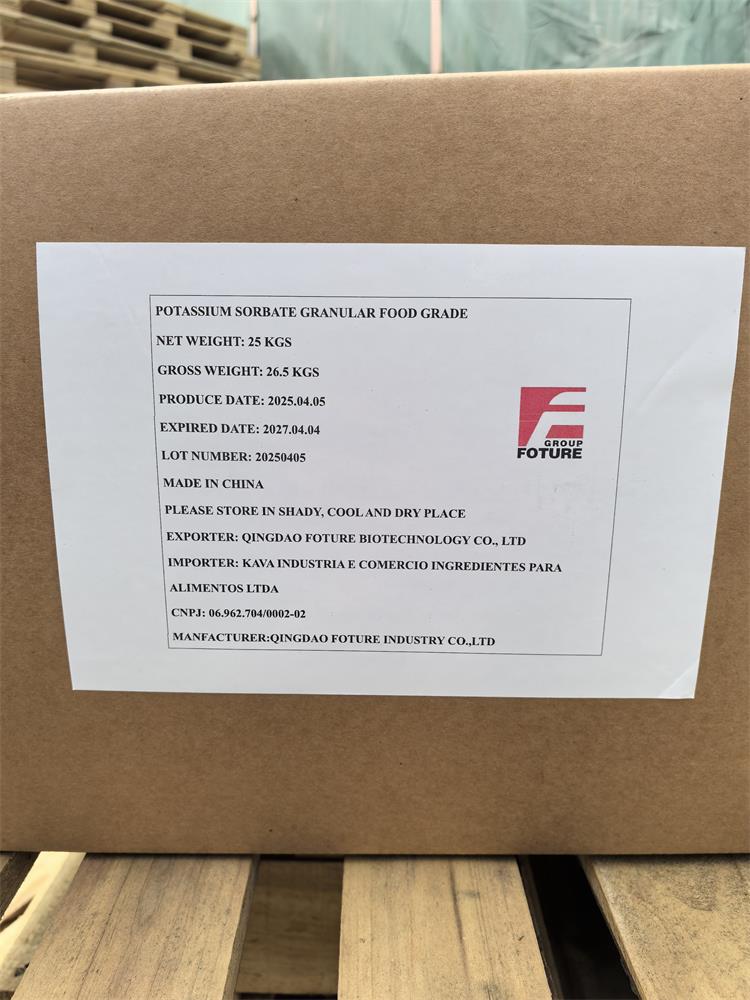 POTASSIUM SORBATE GRANULAR FOOD GRADE
NET WEIGHT: 25 KGS
GROSS WEIGHT: 26.5 KGS
PRODUCE DATE: 2025.04.05
EXPIRED DATE: 2027.04.04
LOT NUMBER: 20250405
MADE IN CHINA
PLEASE STORE IN SHADY, COOL AND DRY PLACE
EXPORTER: QINGDAO FOTURE BIOTECHNOLOGY CO., LTD
IMPORTER: KAVA INDUSTRIA E COMERCIO INGREDIENTES PARA
ALIMENTOS LTDA
CNPJ: 06.962.704/0002-02
MANFACTURER:QINGDAO FOTURE INDUSTRY CO.,LTD
GROUP
FOTURE